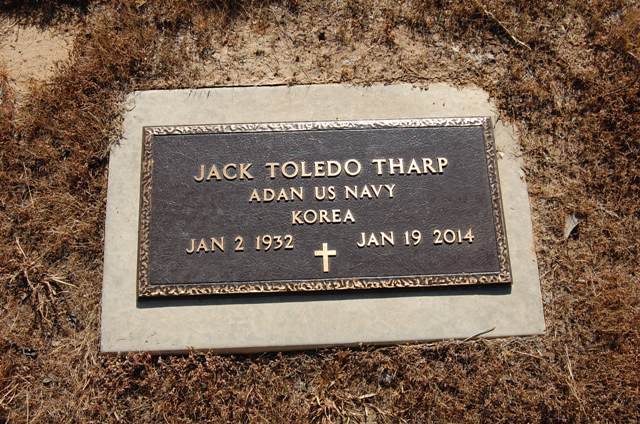 JACK TOLEDO THARP
ADAN US NAVY
KOREA
JAN 2 1932 JAN 19 2014